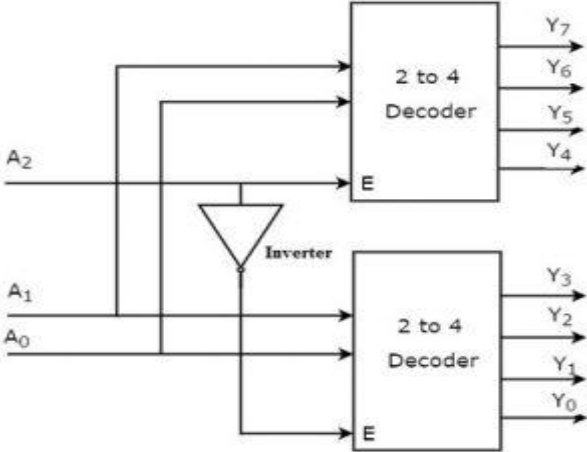 Y7
2 to 4
Decoder
Y6
Y5
Y4
A2
E
Inverter
A1
A0
2 to 4
Decoder
Y3
Y2
Y1
Y0
E